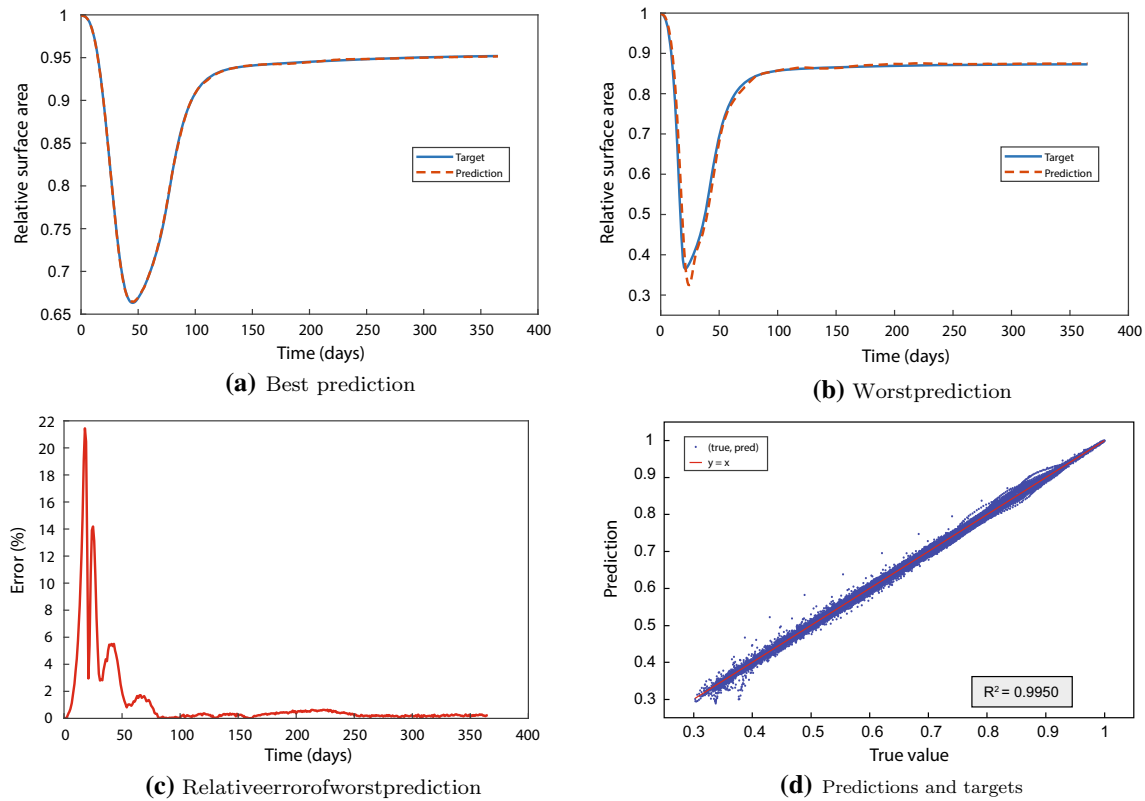 1
0.95
0.9
0.85
0.8
0.75
0.7
0.65
0 50 100 150 200 250 300 350 400
Relative surface area
Time (days)
Target
Prediction
(a) Best prediction
1
0.9
0.8
0.7
0.6
0.5
0.4
0.3
0 50 100 150 200 250 300 350 400
Relative surface area
Time (days)
Target
Prediction
(b) Worstprediction
22
20
18
16
14
12
10
8
6
4
2
0
0 50 100 150 200 250 300 350 400
Error (%)
Time (days)
(c) Relativeerrorofworstprediction
1
0.9
0.8
0.7
0.6
0.5
0.4
0.3
0.3 0.4 0.5 0.6 0.7 0.8 0.9 1
Prediction
True value
(true, pred)
y = x
R² = 0.9950
(d) Predictions and targets